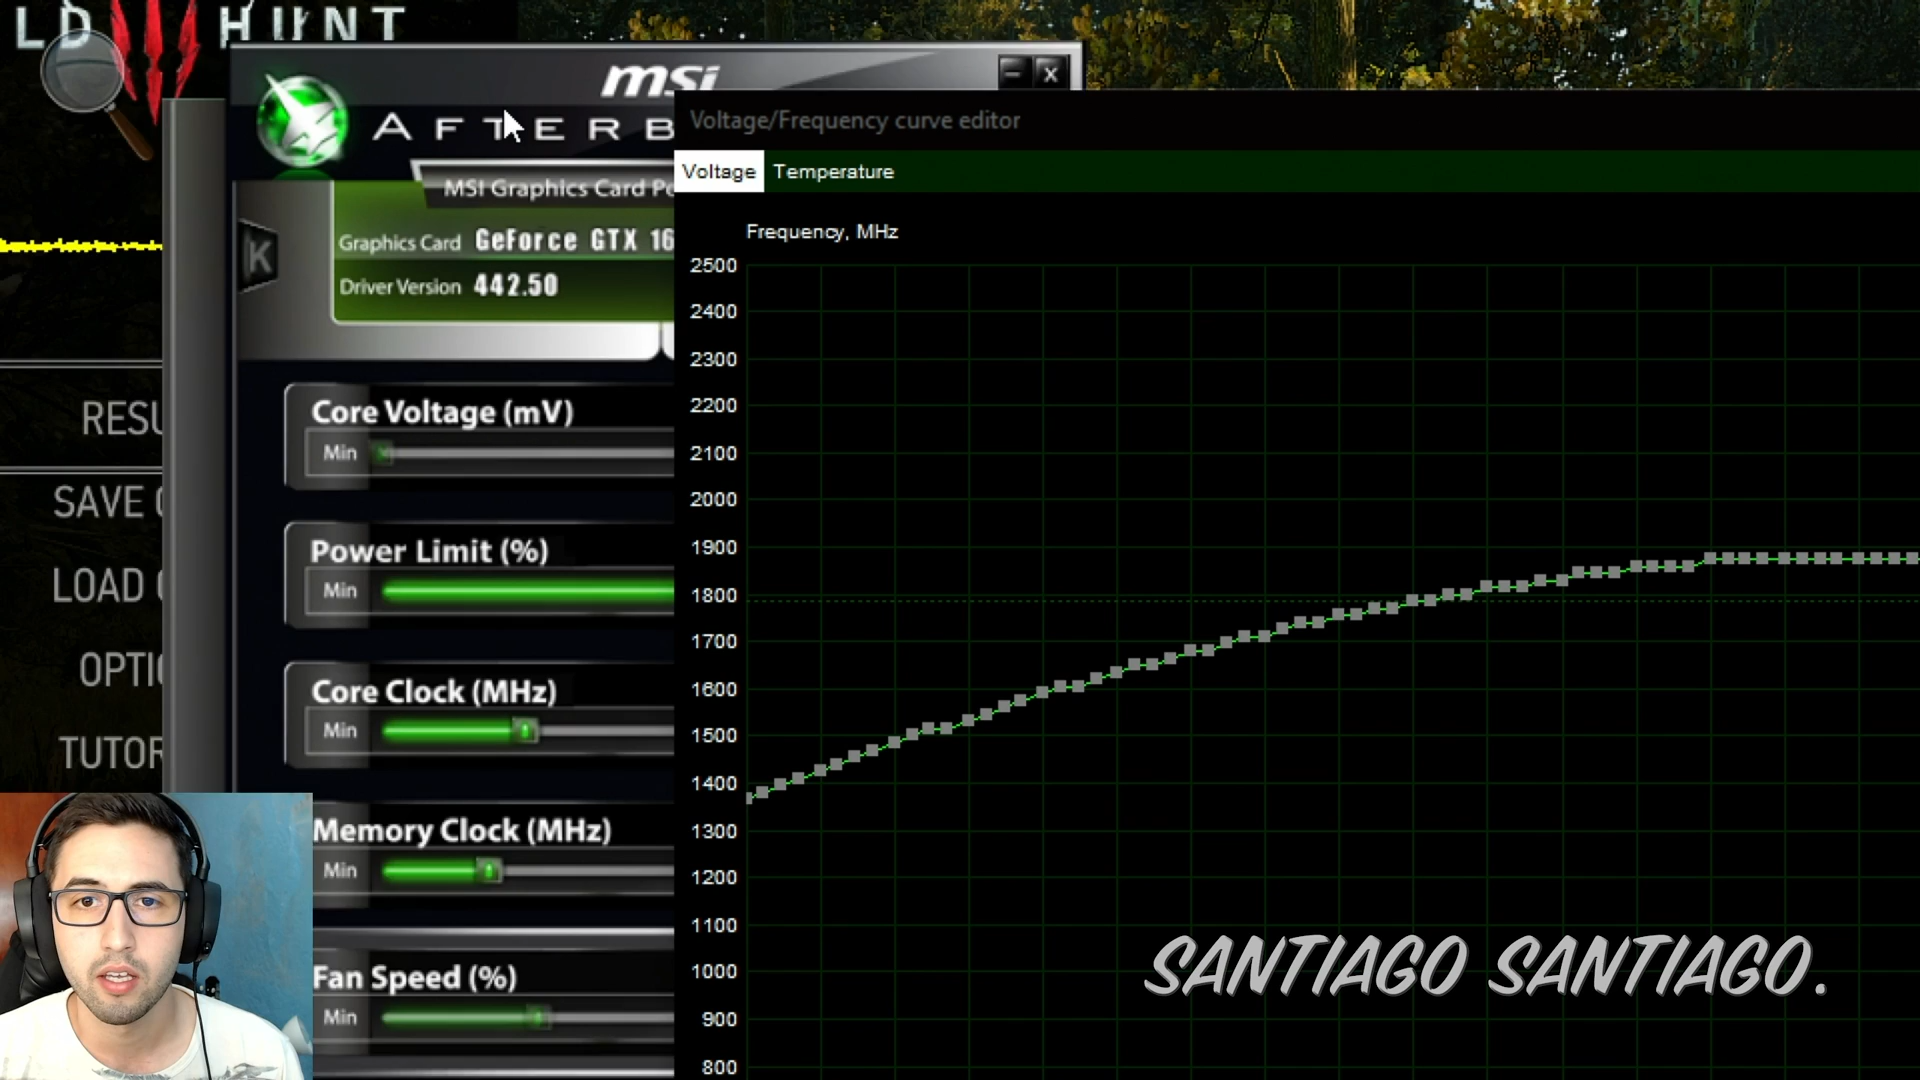 LD HUNT
msi
AFTERB
MSI Graphics Card Pe
Graphics Card GeForce GTX 16
Driver Version 442.50
K
Core Voltage (mV)
Min
Power Limit (%)
Min
Core Clock (MHz)
Min
Memory Clock (MHz)
Min
Fan Speed (%)
Min
RESU
SAVE
LOAD
OPTIO
TUTOR
Voltage/Frequency curve editor
Voltage Temperature
Frequency, MHz
2500
2400
2300
2200
2100
2000
1900
1800
1700
1600
1500
1400
1300
1200
1100
1000
900
800
SANTIAGO SANTIAGO.